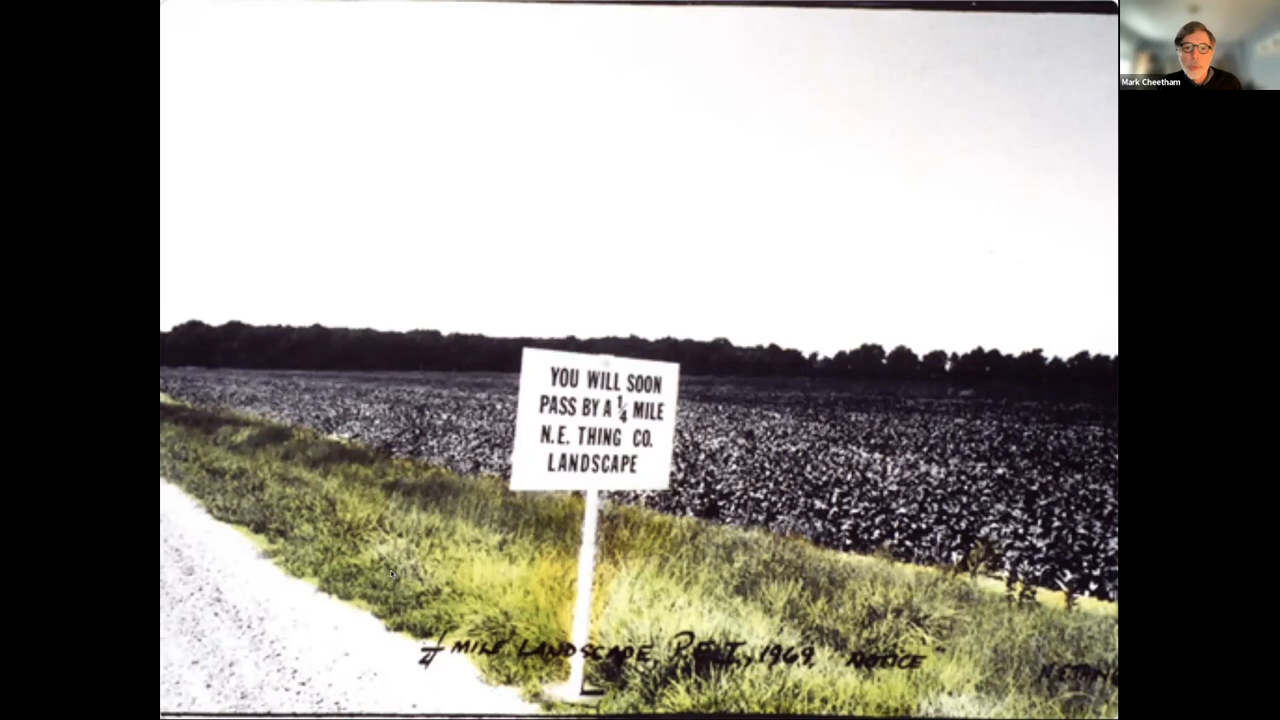 Mark Cheetham
YOU WILL SOON
PASS BY A 1/4 MILE
N.E. THING CO.
LANDSCAPE
1/4 MILE LANDSCAPE, P.E.I., 1969, "NOTICE"